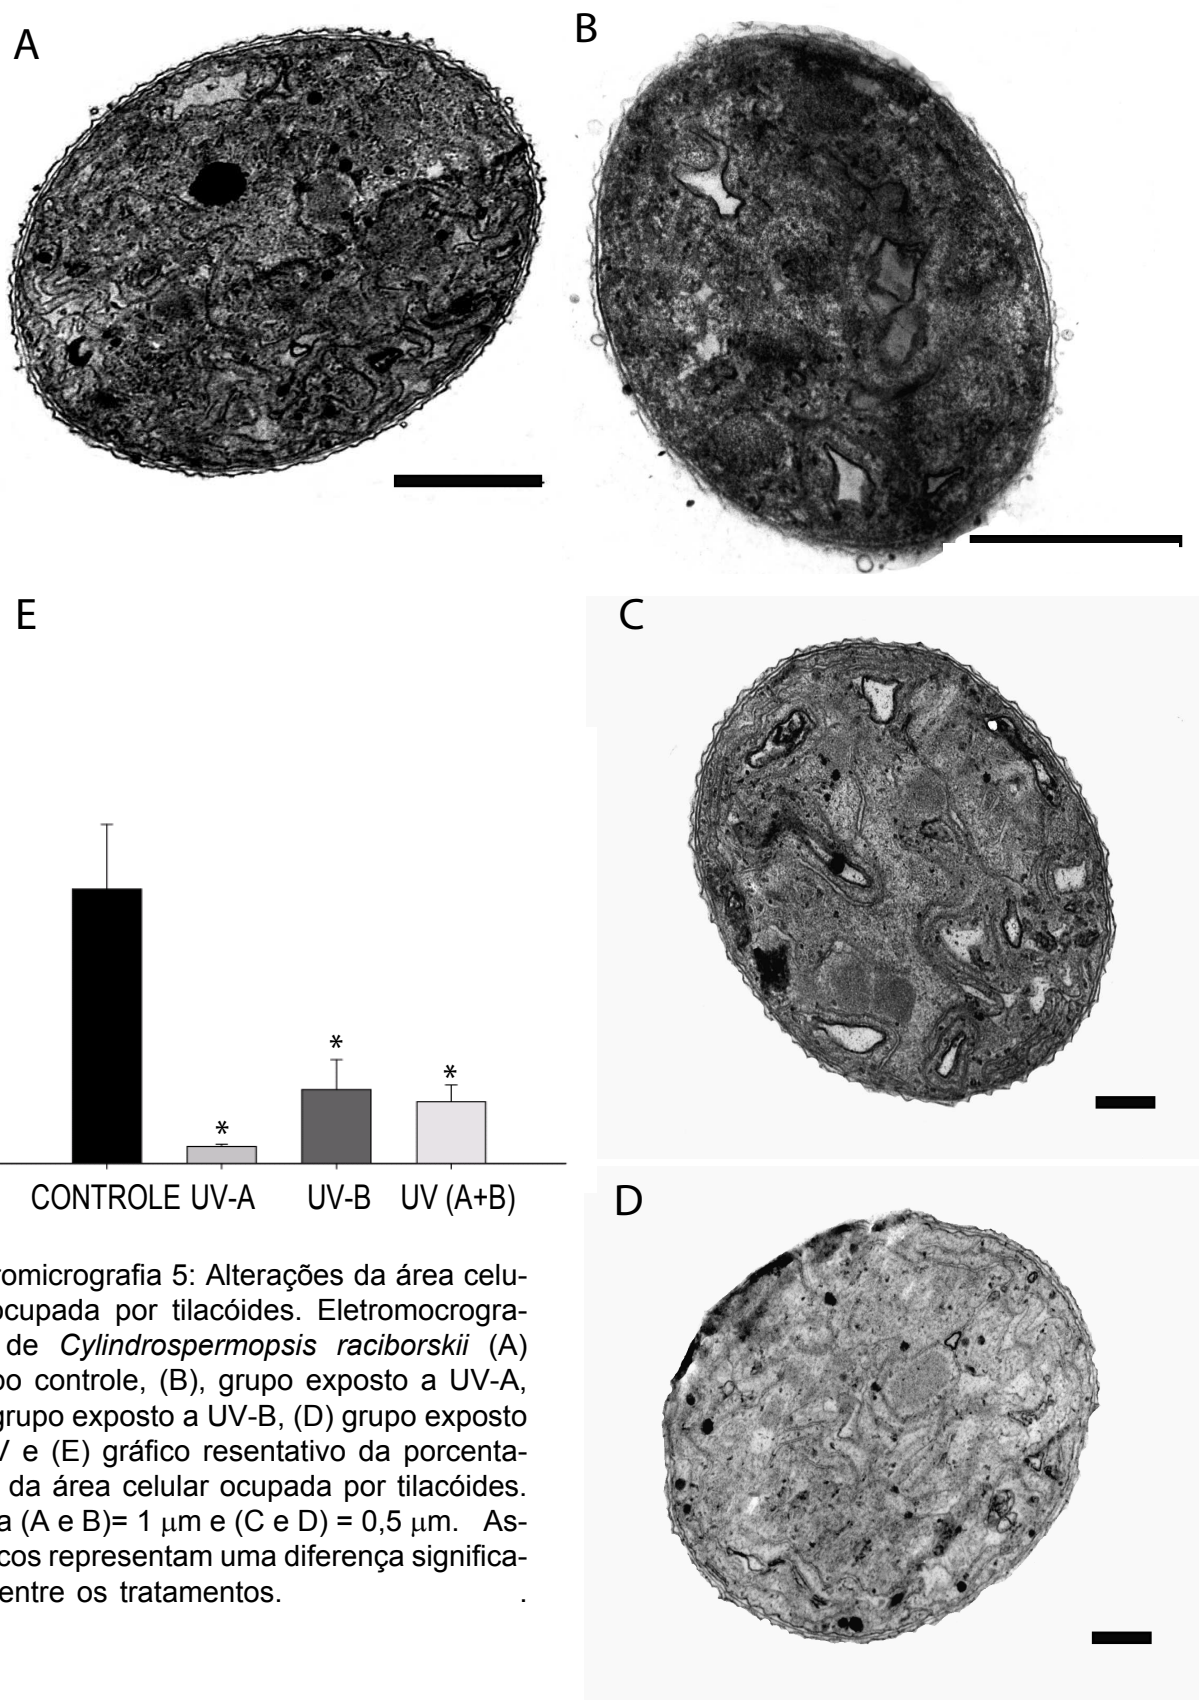 A
B
E
C
*
*
*
CONTROLE UV-A UV-B UV (A+B)
D
romicrografia 5: Alterações da área celu-
ocupada por tilacóides. Eletromocrogra-
de Cylindrospermopsis raciborskii (A)
po controle, (B), grupo exposto a UV-A,
grupo exposto a UV-B, (D) grupo exposto
V e (E) gráfico resentativo da porcenta-
da área celular ocupada por tilacóides.
a (A e B)= 1 μm e (C e D) = 0,5 μm. As-
cos representam uma diferença significa-
entre os tratamentos. .